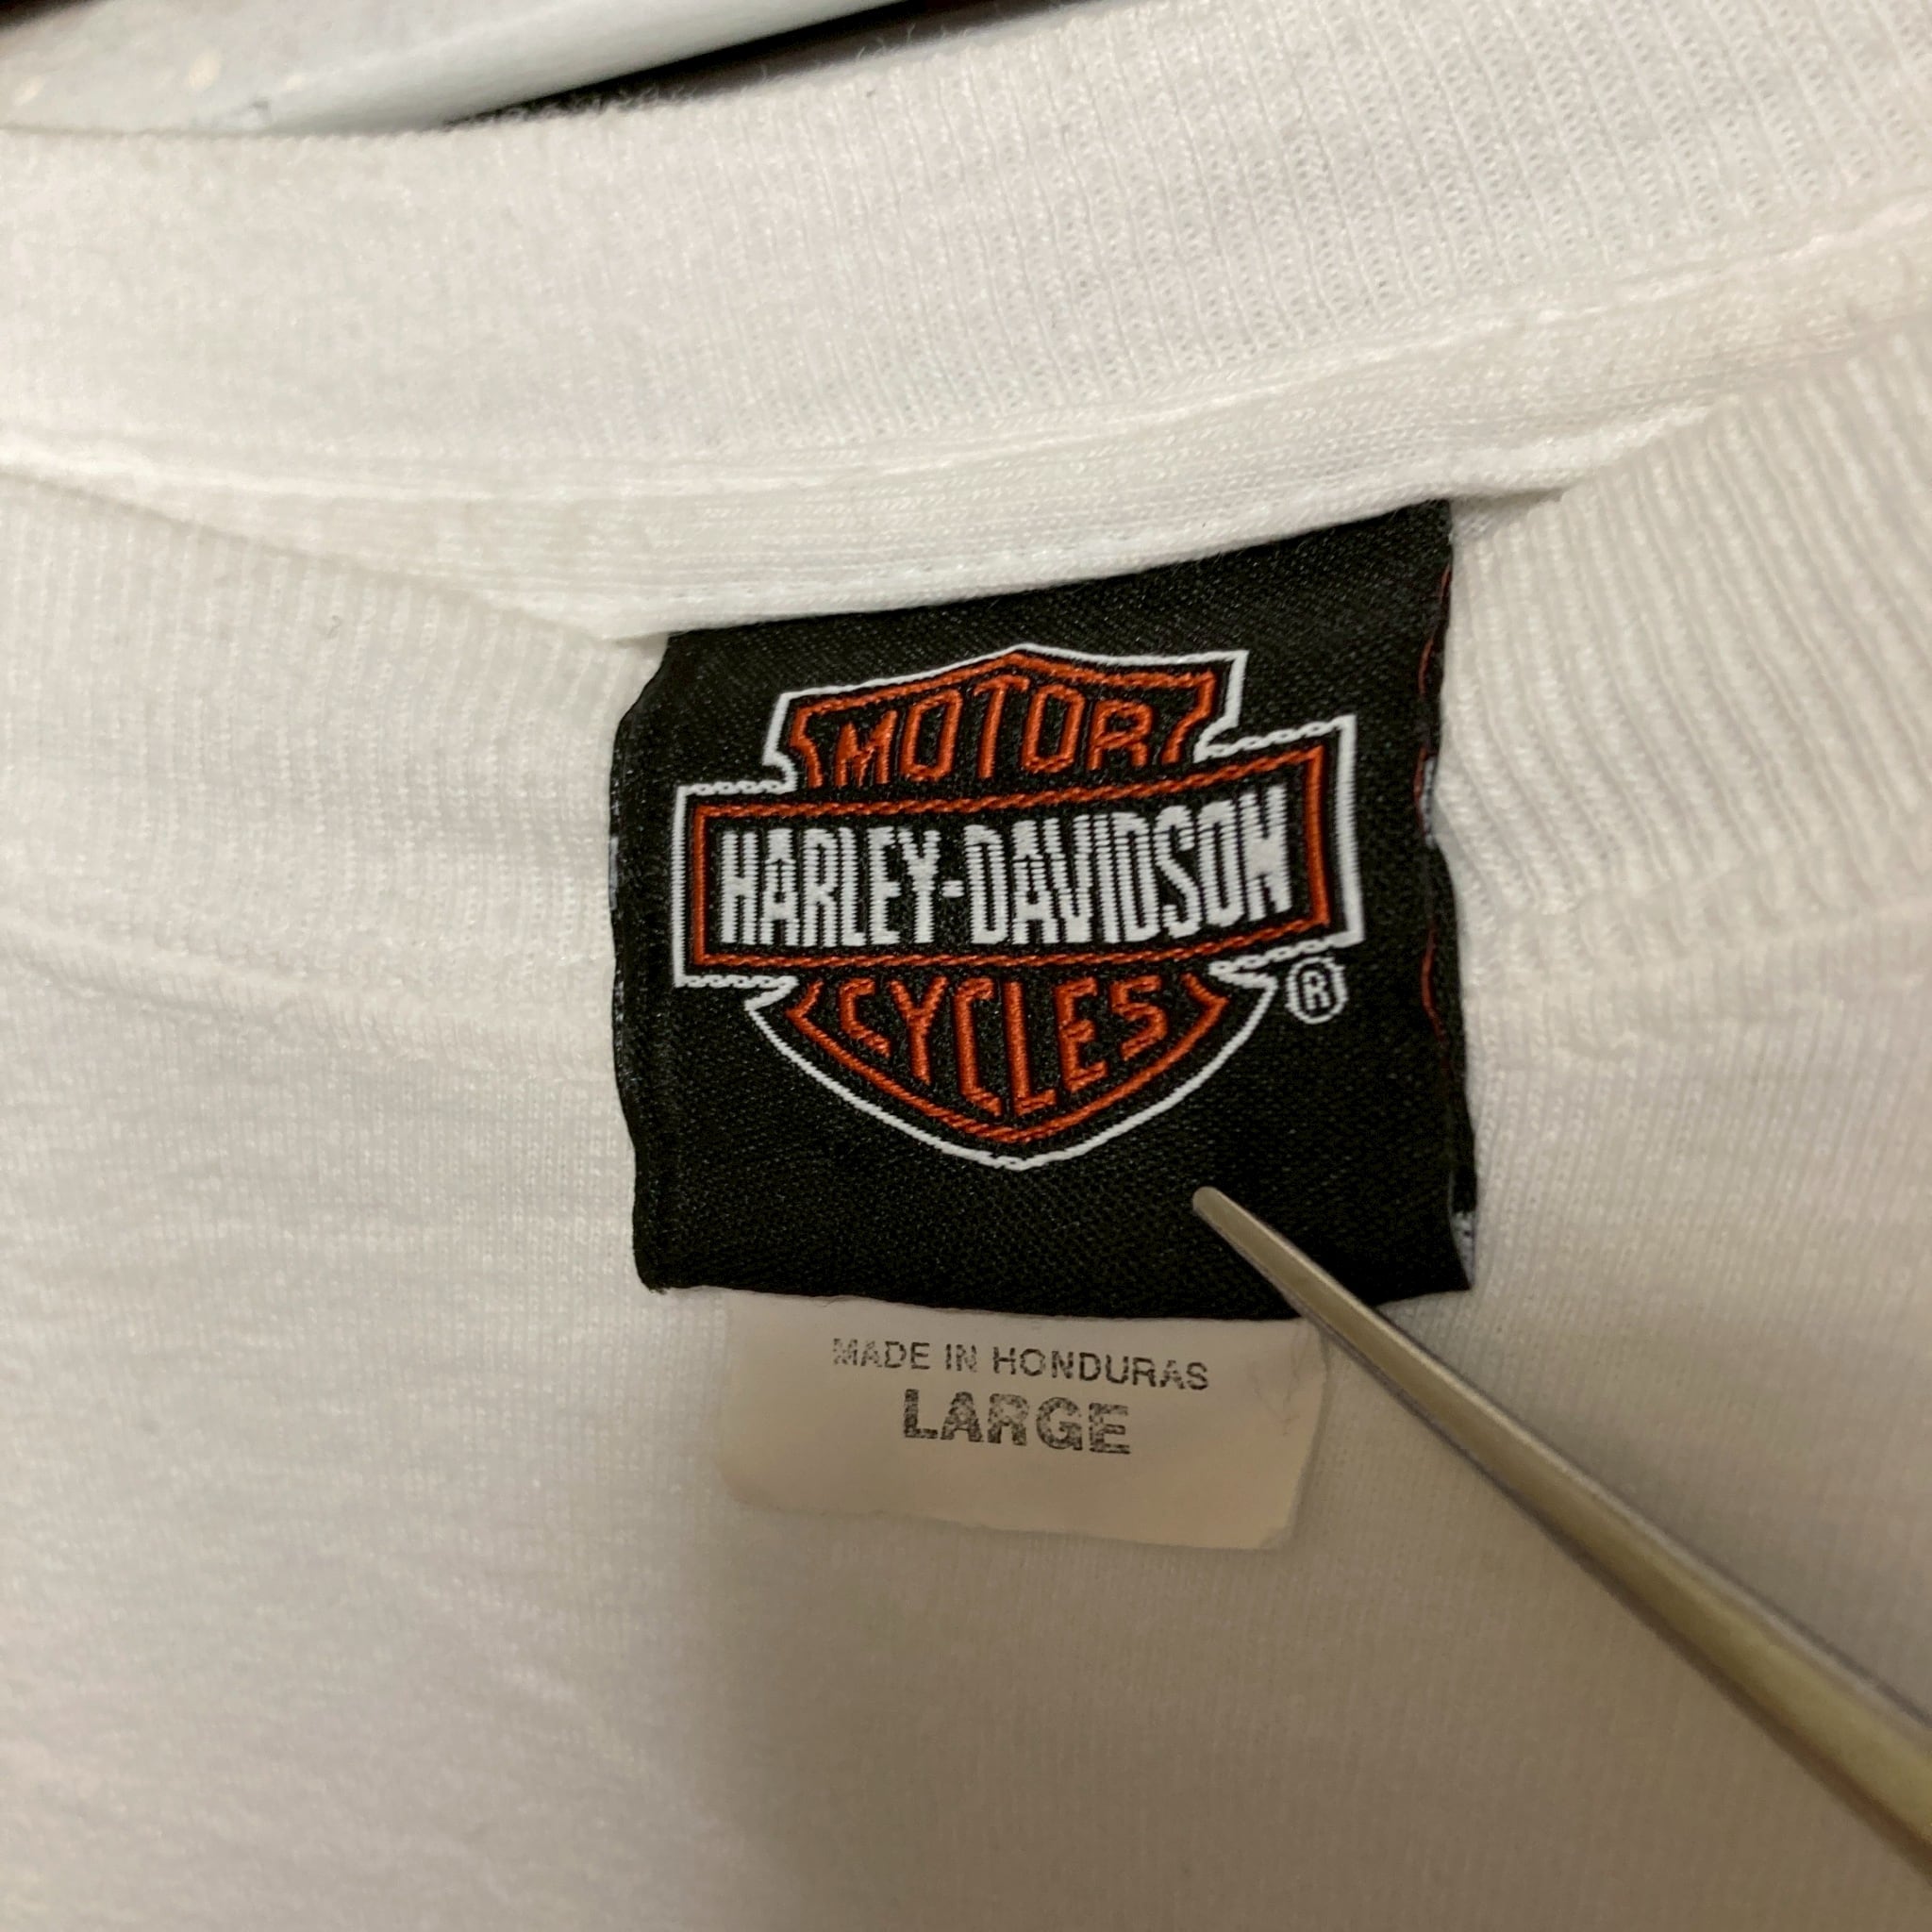 MOTOR
HARLEY-DAVIDSON
CYCLES
®
MADE IN HONDURAS
LARGE